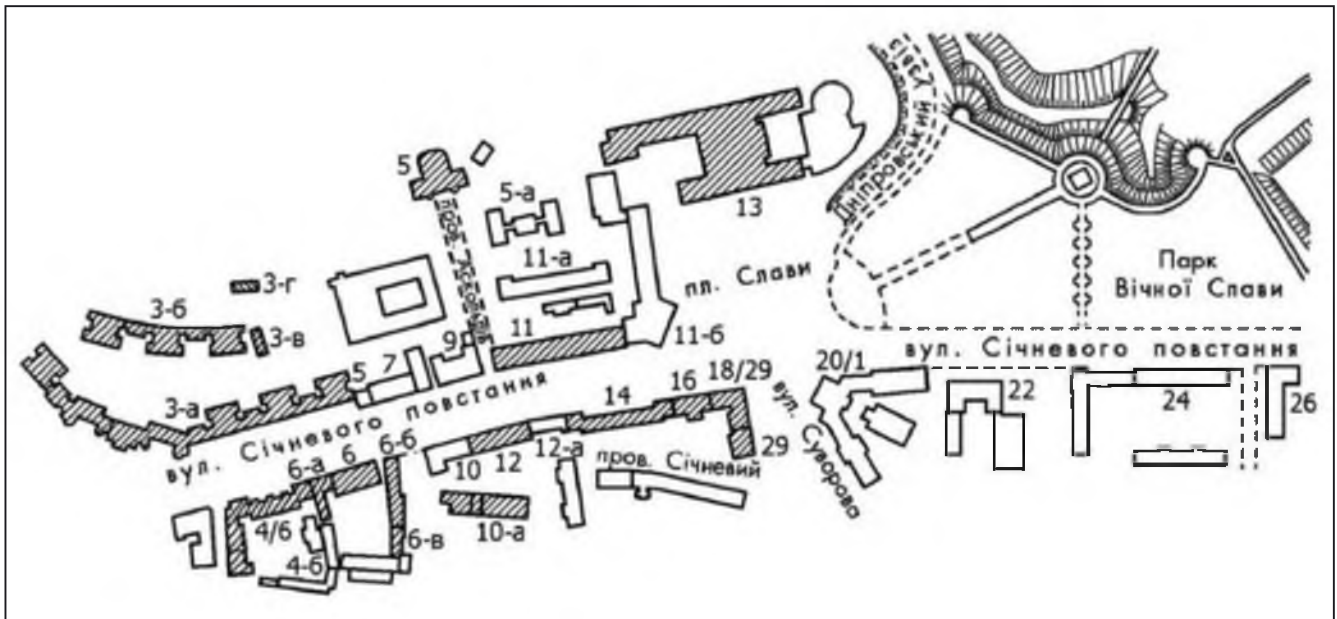 Дніпровський узвіз
5
5-а
13
11-а
пл. Слави
Парк
Вічної Слави
3-г
3-б
3-в
11
9
7
5
11-б
вул. Січневого повстання
20/1
18/29
16
14
22
24
26
3-а
вул. Січневого повстання
6-б
6
6-а
10
12
12-а
пров. Січневий
29
вул. Суворова
4/6
10-а
6-в
4-б